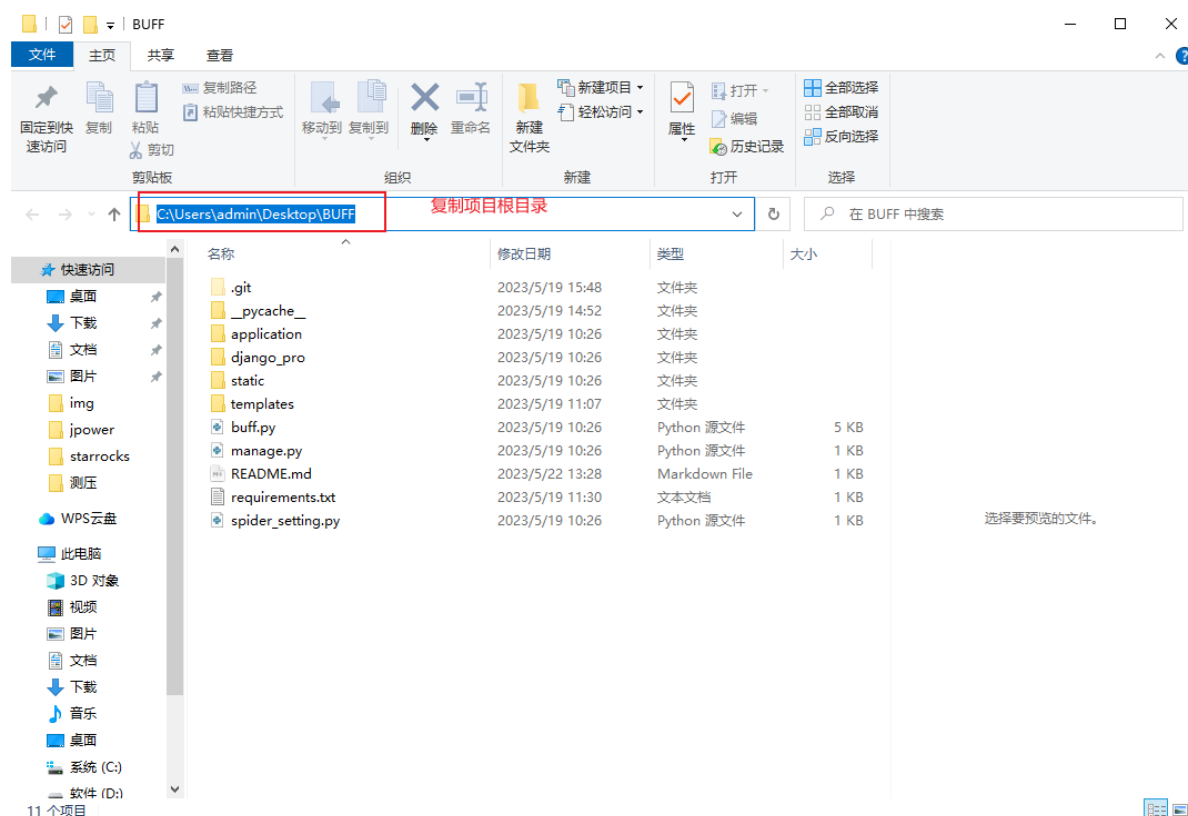 BUFF
文件 主页 共享 查看
固定到快速访问 复制 粘贴 复制路径 粘贴快捷方式 剪切
剪贴板
移动到 复制到 删除 重命名
组织
新建文件夹 新建项目 轻松访问
新建
属性 打开 编辑 历史记录
打开
全部选择 全部取消 反向选择
选择
C:\Users\admin\Desktop\BUFF
复制项目根目录
在 BUFF 中搜索
名称 修改日期 类型 大小
.git 2023/5/19 15:48 文件夹
__pycache__ 2023/5/19 14:52 文件夹
application 2023/5/19 10:26 文件夹
django_pro 2023/5/19 10:26 文件夹
static 2023/5/19 10:26 文件夹
templates 2023/5/19 11:07 文件夹
buff.py 2023/5/19 10:26 Python 源文件 5 KB
manage.py 2023/5/19 10:26 Python 源文件 1 KB
README.md 2023/5/22 13:28 Markdown File 1 KB
requirements.txt 2023/5/19 11:30 文本文档 1 KB
spider_setting.py 2023/5/19 10:26 Python 源文件 1 KB
快速访问
桌面
下载
文档
图片
img
jpower
starrocks
测压
WPS云盘
此电脑
3D 对象
视频
图片
文档
下载
音乐
桌面
系统 (C:)
软件 (D:)
选择要预览的文件。
11 个项目